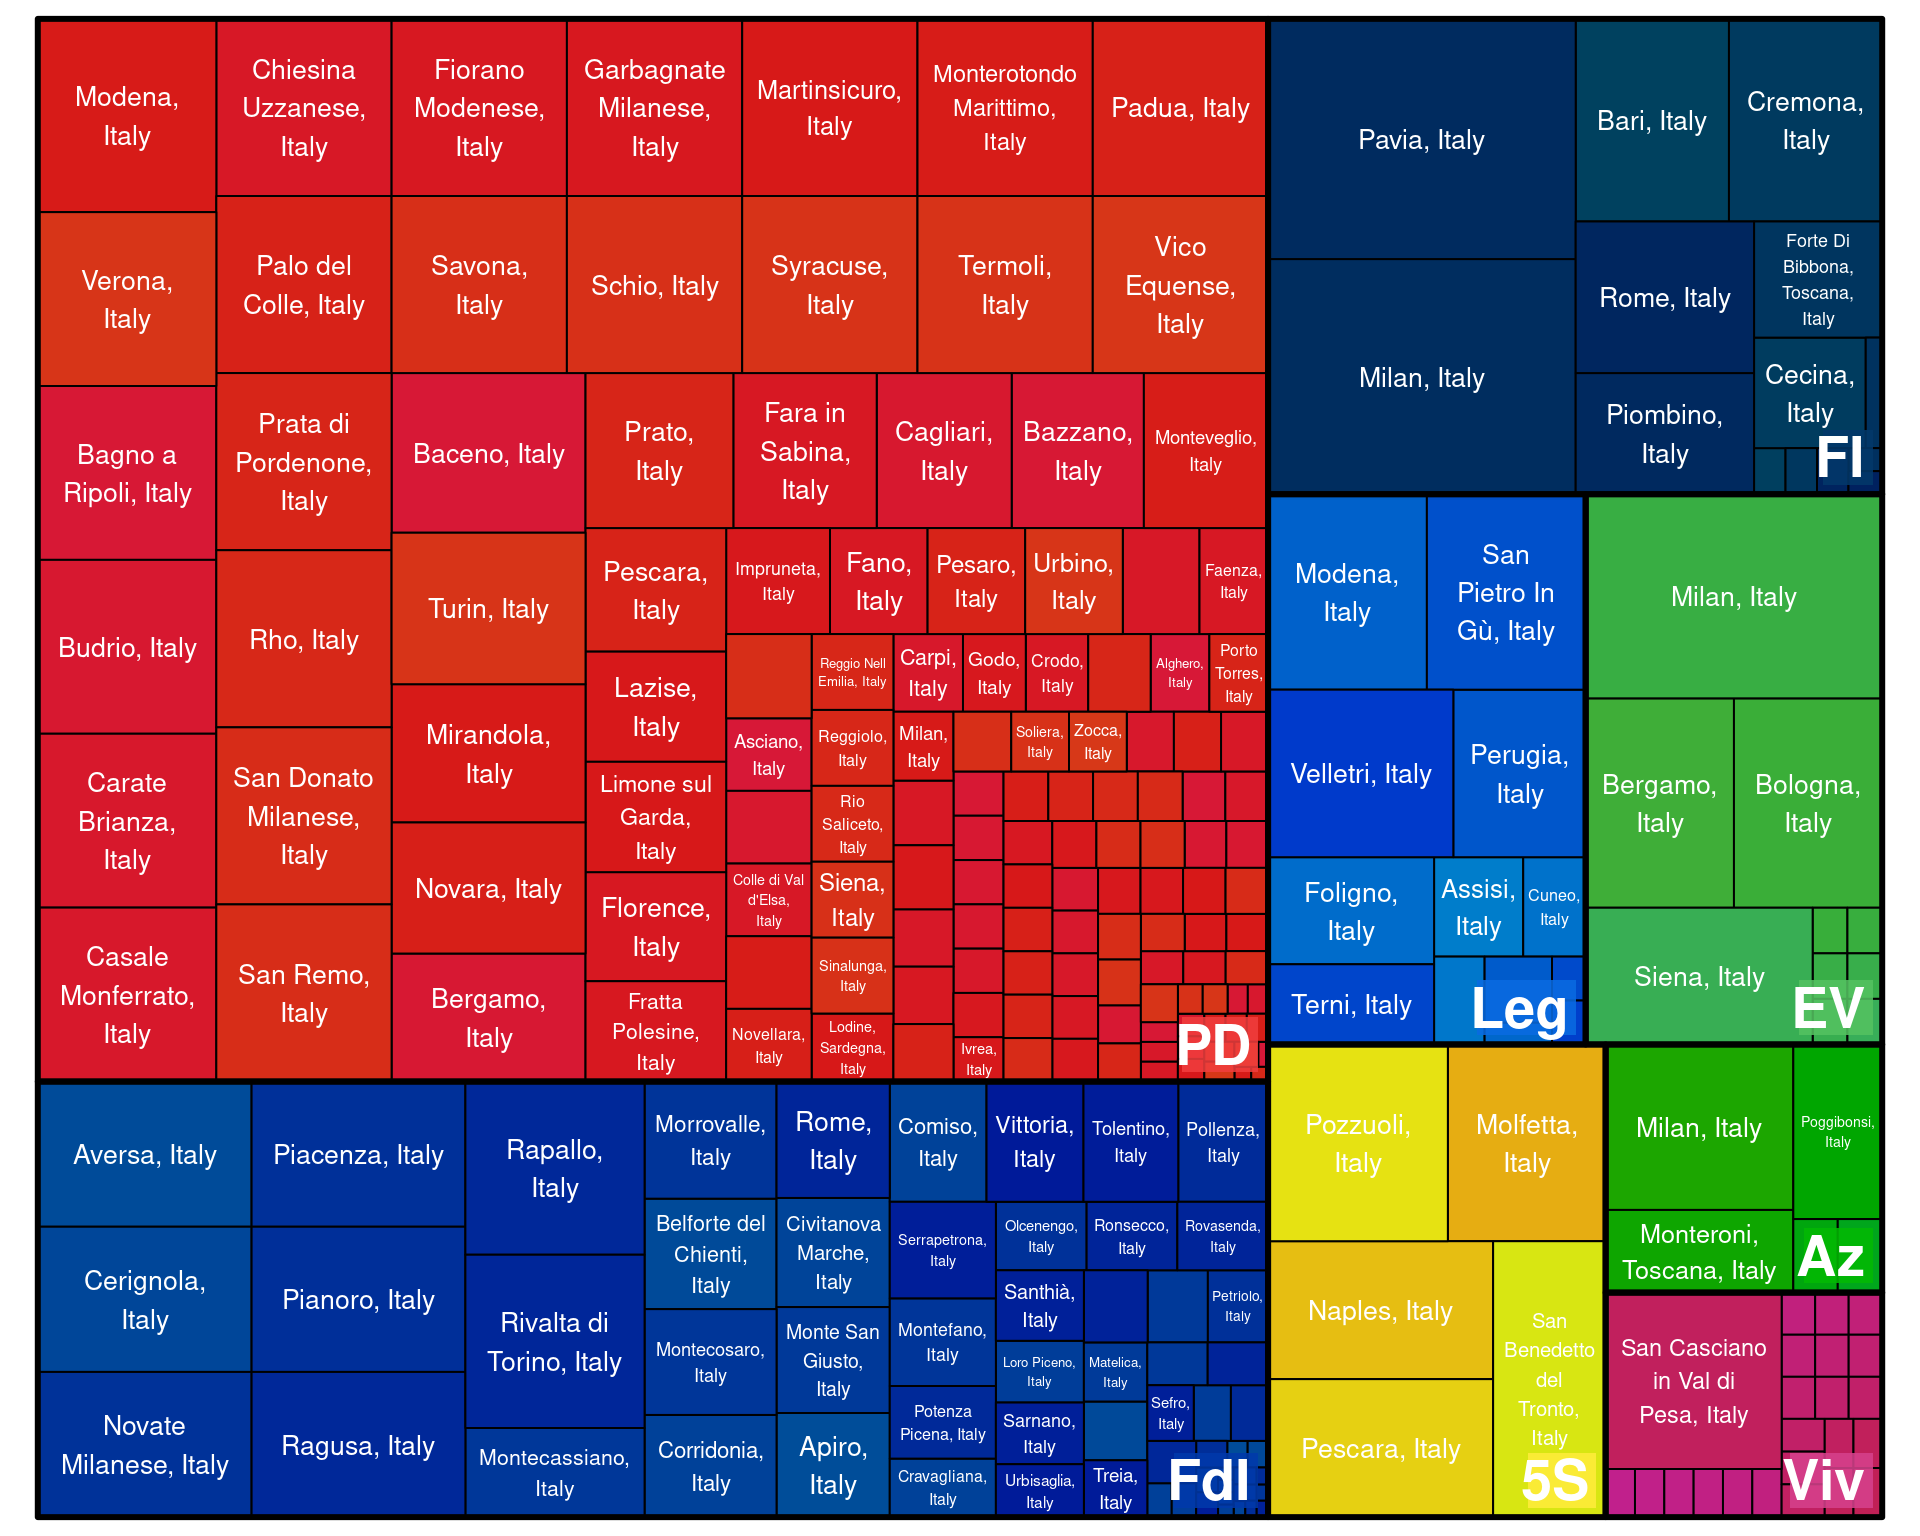 Modena,
Italy
Chiesina
Uzzanese,
Italy
Fiorano
Modenese,
Italy
Garbagnate
Milanese,
Italy
Martinsicuro,
Italy
Monterotondo
Marittimo,
Italy
Padua, Italy
Verona,
Italy
Palo del
Colle, Italy
Savona,
Italy
Schio, Italy
Syracuse,
Italy
Termoli,
Italy
Vico
Equense,
Italy
Bagno a
Ripoli, Italy
Budrio, Italy
Carate
Brianza,
Italy
Casale
Monferrato,
Italy
Prata di
Pordenone,
Italy
Rho, Italy
San Donato
Milanese,
Italy
San Remo,
Italy
Baceno, Italy
Turin, Italy
Mirandola,
Italy
Novara, Italy
Bergamo,
Italy
Prato,
Italy
Fara in
Sabina,
Italy
Cagliari,
Italy
Bazzano,
Italy
Monteveglio,
Italy
Pescara,
Italy
Lazise,
Italy
Limone sul
Garda,
Italy
Florence,
Italy
Fratta
Polesine,
Italy
Impruneta,
Italy
Fano,
Italy
Pesaro,
Italy
Urbino,
Italy
Faenza,
Italy
Asciano,
Italy
Colle di Val
d'Elsa,
Italy
Novellara,
Italy
Reggio Nell
Emilia, Italy
Reggiolo,
Italy
Rio
Saliceto,
Italy
Siena,
Italy
Sinalunga,
Italy
Lodine,
Sardegna,
Italy
Carpi,
Italy
Godo,
Italy
Crodo,
Italy
Alghero,
Italy
Porto
Torres,
Italy
Milan,
Italy
Soliera,
Italy
Zocca,
Italy
Ivrea,
Italy
PD
Pavia, Italy
Milan, Italy
Bari, Italy
Cremona,
Italy
Rome, Italy
Piombino,
Italy
Forte Di
Bibbona,
Toscana,
Italy
Cecina,
Italy
FI
Modena,
Italy
San
Pietro In
Gù, Italy
Velletri, Italy
Perugia,
Italy
Foligno,
Italy
Terni, Italy
Assisi,
Italy
Cuneo,
Italy
Leg
Milan, Italy
Bergamo,
Italy
Bologna,
Italy
Siena, Italy
EV
Aversa, Italy
Cerignola,
Italy
Novate
Milanese, Italy
Piacenza, Italy
Pianoro, Italy
Ragusa, Italy
Rapallo,
Italy
Rivalta di
Torino, Italy
Montecassiano,
Italy
Morrovalle,
Italy
Belforte del
Chienti,
Italy
Montecosaro,
Italy
Corridonia,
Italy
Rome,
Italy
Civitanova
Marche,
Italy
Monte San
Giusto,
Italy
Apiro,
Italy
Comiso,
Italy
Vittoria,
Italy
Tolentino,
Italy
Pollenza,
Italy
Serrapetrona,
Italy
Montefano,
Italy
Potenza
Picena, Italy
Cravagliana,
Italy
Olcenengo,
Italy
Ronsecco,
Italy
Rovasenda,
Italy
Santhià,
Italy
Loro Piceno,
Italy
Sarnano,
Italy
Urbisaglia,
Italy
Petriolo,
Italy
Matelica,
Italy
Sefro,
Italy
Treia,
Italy
FdI
Pozzuoli,
Italy
Molfetta,
Italy
Naples, Italy
Pescara, Italy
San
Benedetto
del
Tronto,
Italy
5S
Milan, Italy
Poggibonsi,
Italy
Monteroni,
Toscana, Italy
Az
San Casciano
in Val di
Pesa, Italy
Viv